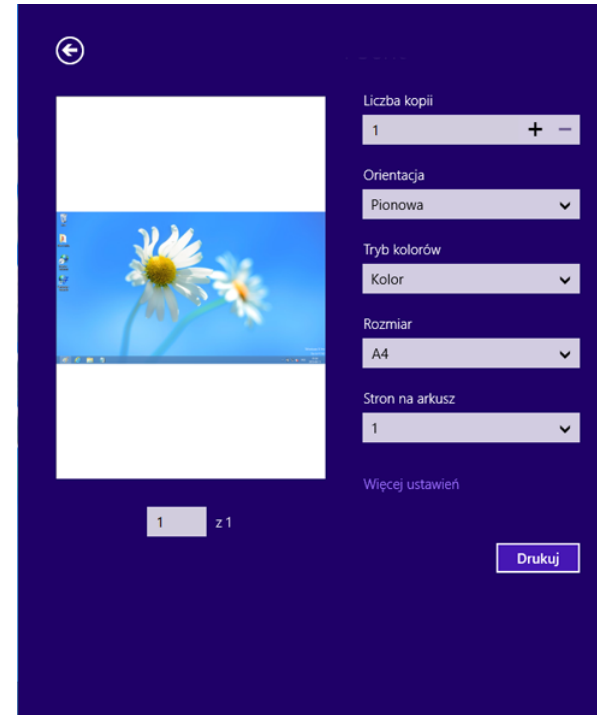 Liczba kopii
1
Orientacja
Pionowa
Tryb kolorów
Kolor
Rozmiar
A4
Stron na arkusz
1
Więcej ustawień
1 z 1
Drukuj